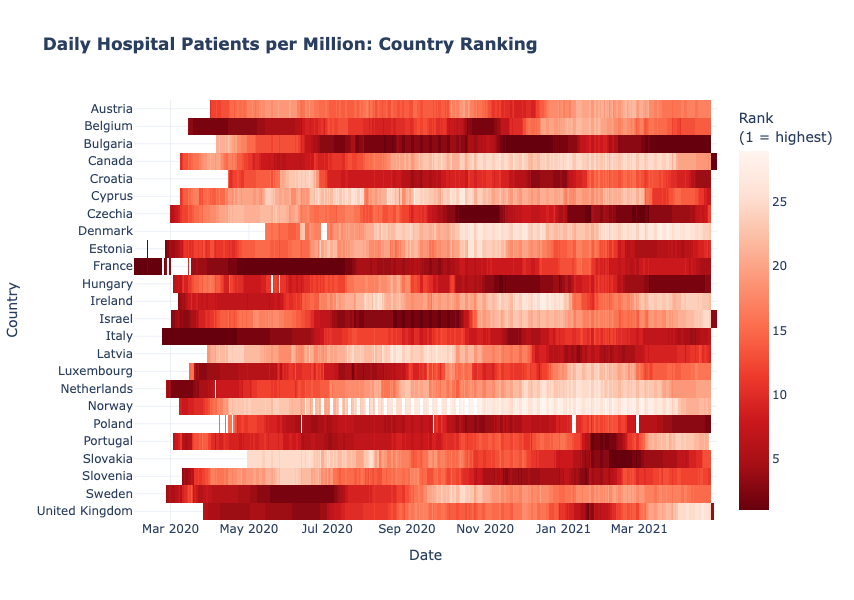 Daily Hospital Patients per Million: Country Ranking
Rank
(1 = highest)
Austria
Belgium
Bulgaria
Canada
Croatia
Cyprus
Czechia
Denmark
Estonia
France
Hungary
Ireland
Israel
Italy
Latvia
Luxembourg
Netherlands
Norway
Poland
Portugal
Slovakia
Slovenia
Sweden
United Kingdom
Country
25
20
15
10
5
Mar 2020
May 2020
Jul 2020
Sep 2020
Nov 2020
Jan 2021
Mar 2021
Date